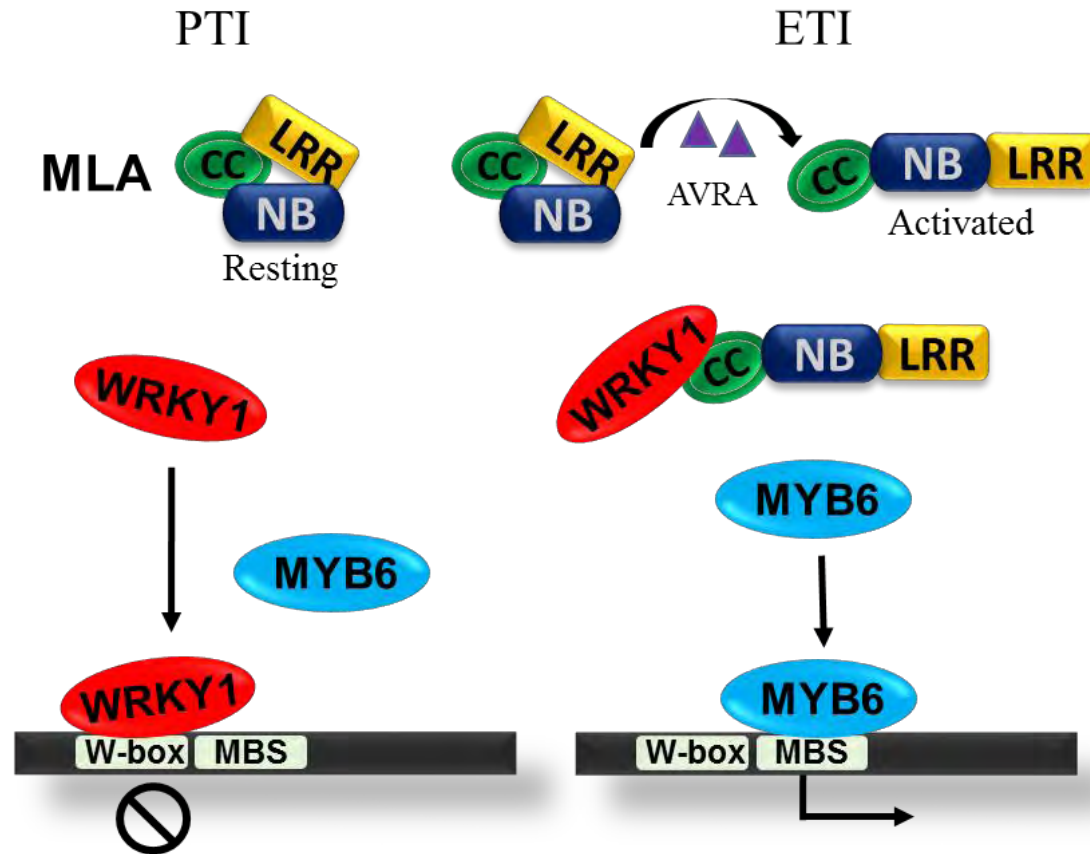 PTI
ETI
MLA
CC
LRR
NB
Resting
CC
LRR
NB
AVRA
CC
NB
LRR
Activated
WRKY1
MYB6
WRKY1
W-box
MBS
WRKY1
CC
NB
LRR
MYB6
MYB6
W-box
MBS